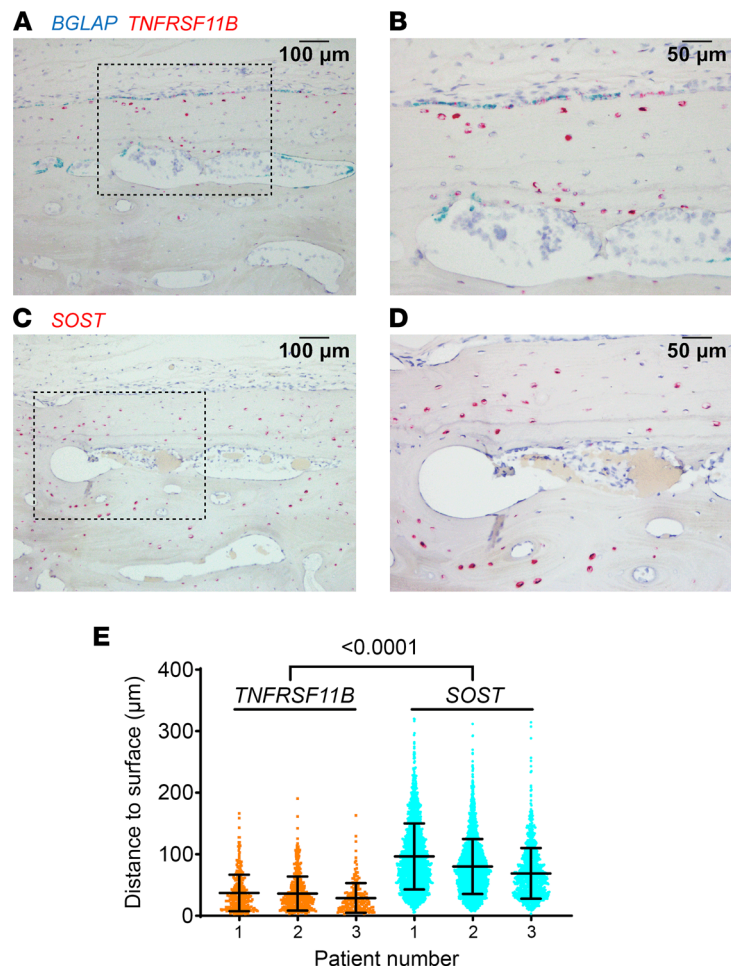 A BGLAP TNFRSF11B
100 µm
B
50 µm
C SOST
100 µm
D
50 µm
E
<0.0001
TNFRSF11B SOST
Distance to surface (µm)
400
300
200
100
0
1 2 3 1 2 3
Patient number